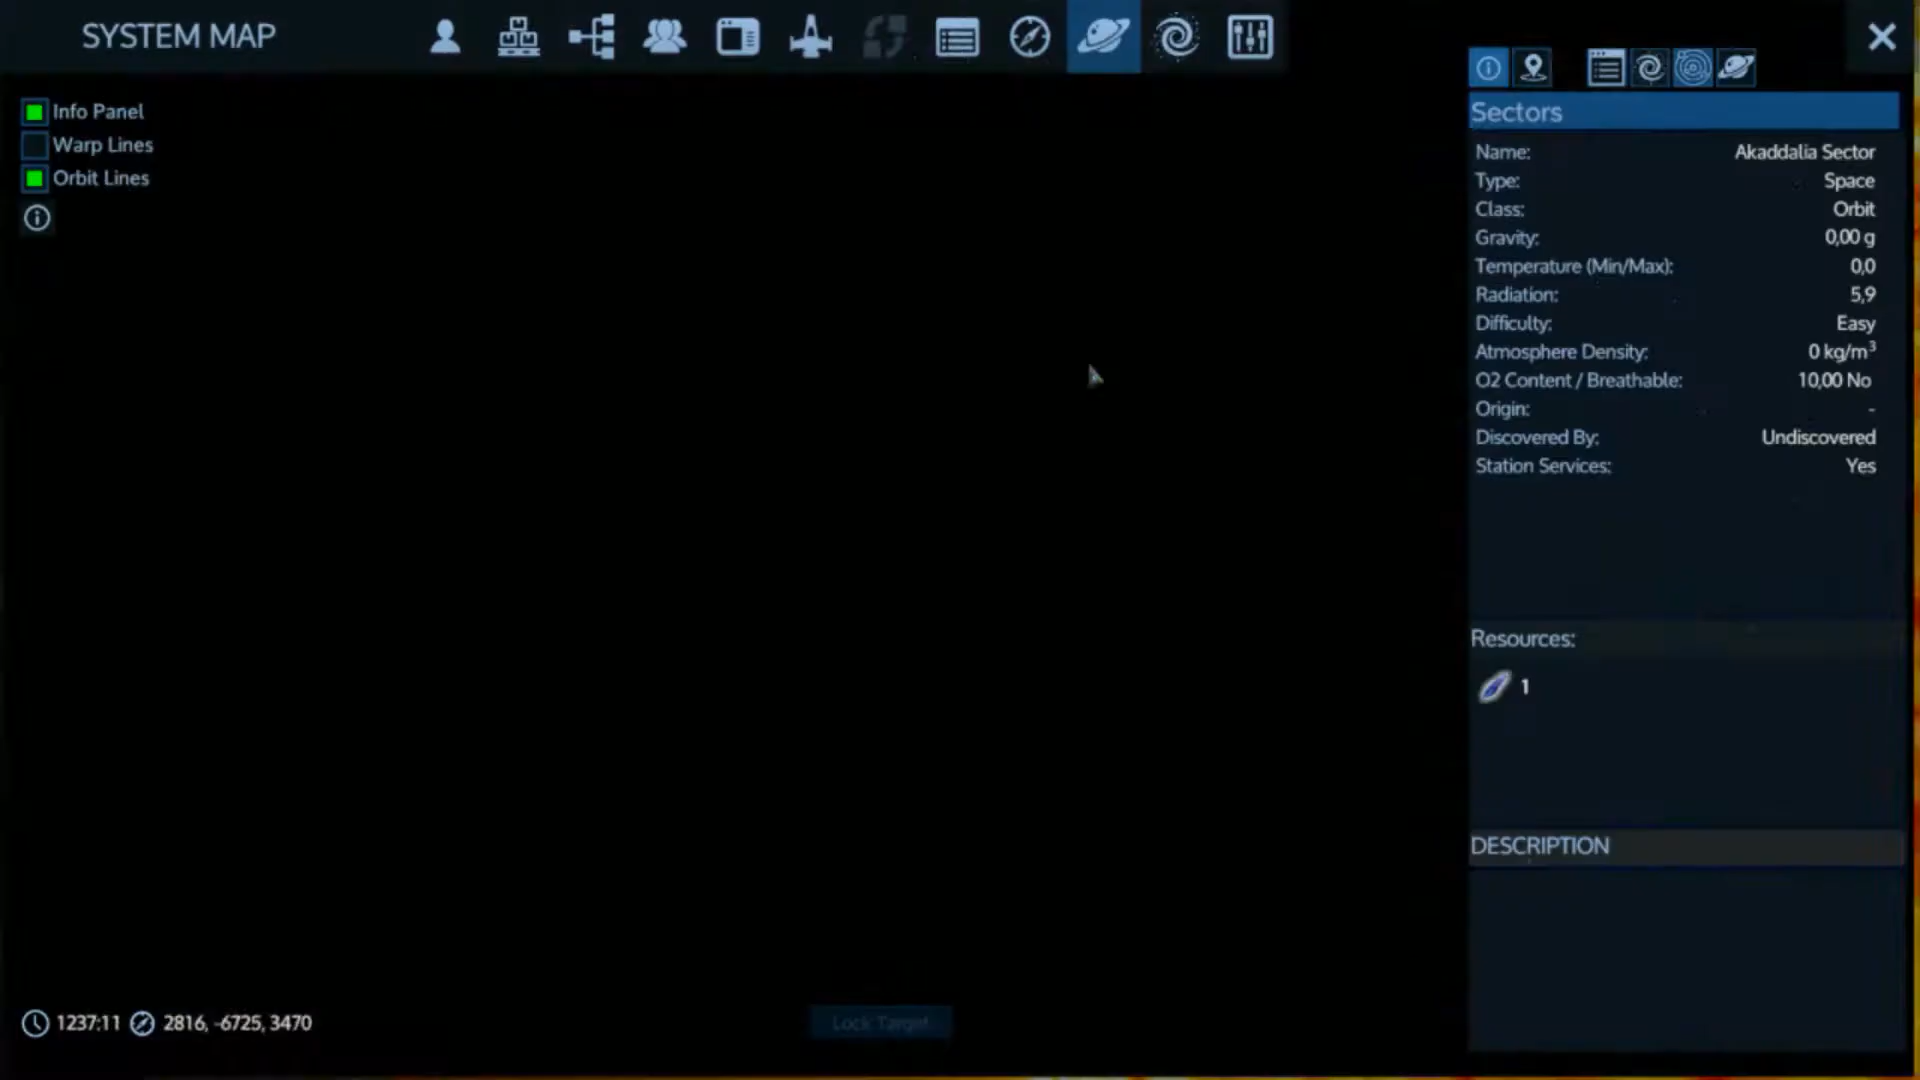 SYSTEM MAP
Info Panel
Warp Lines
Orbit Lines
Sectors
Name: Akaddalia Sector
Type: Space
Class: Orbit
Gravity: 0,00 g
Temperature (Min/Max): 0,0
Radiation: 5,9
Difficulty: Easy
Atmosphere Density: 0 kg/m³
O2 Content / Breathable: 10,00 No
Origin: -
Discovered By: Undiscovered
Station Services: Yes
Resources:
1
DESCRIPTION
1237:11 2816, -6725, 3470
Lock Target